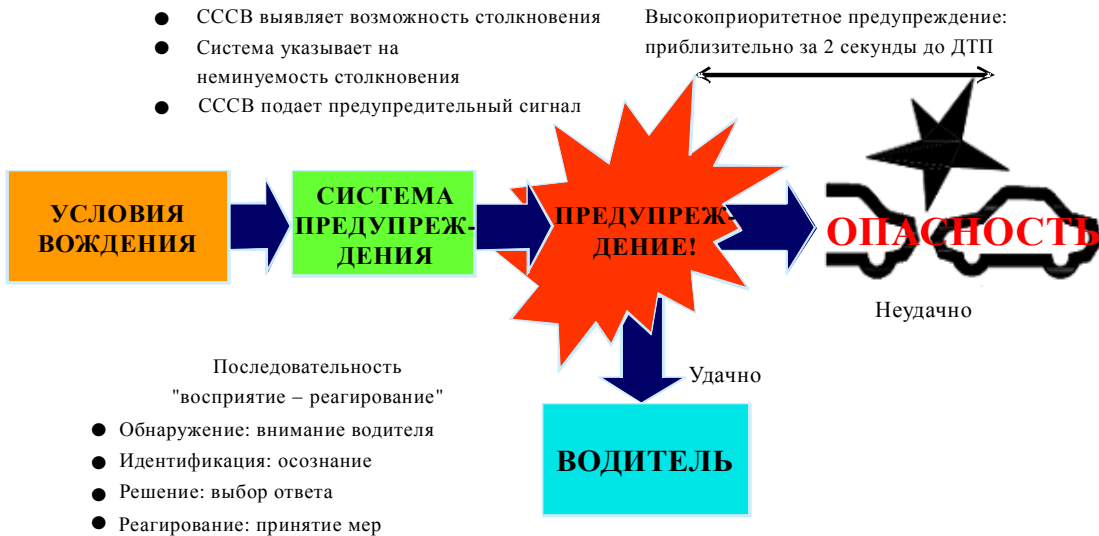 ● СССВ выявляет возможность столкновения
● Система указывает на
неминуемость столкновения
● СССВ подает предупредительный сигнал
Высокоприоритетное предупреждение:
приблизительно за 2 секунды до ДТП
УСЛОВИЯ
ВОЖДЕНИЯ
СИСТЕМА
ПРЕДУПРЕЖ-
ДЕНИЯ
ПРЕДУПРЕЖ-
ДЕНИЕ!
ОПАСНОСТЬ
Неудачно
Удачно
ВОДИТЕЛЬ
Последовательность
"восприятие – реагирование"
● Обнаружение: внимание водителя
● Идентификация: осознание
● Решение: выбор ответа
● Реагирование: принятие мер